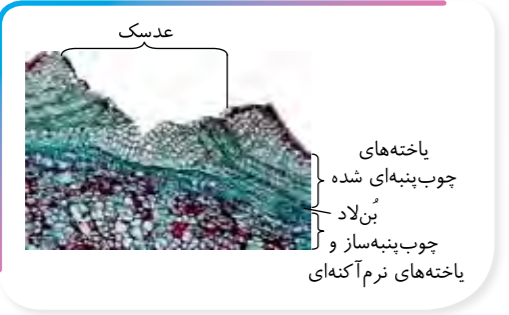 عدسک
یاخته‌های
چوب‌پنبه‌ای شده
بُن‌لاد
چوب‌پنبه‌ساز و
یاخته‌های نرم‌آکنه‌ای